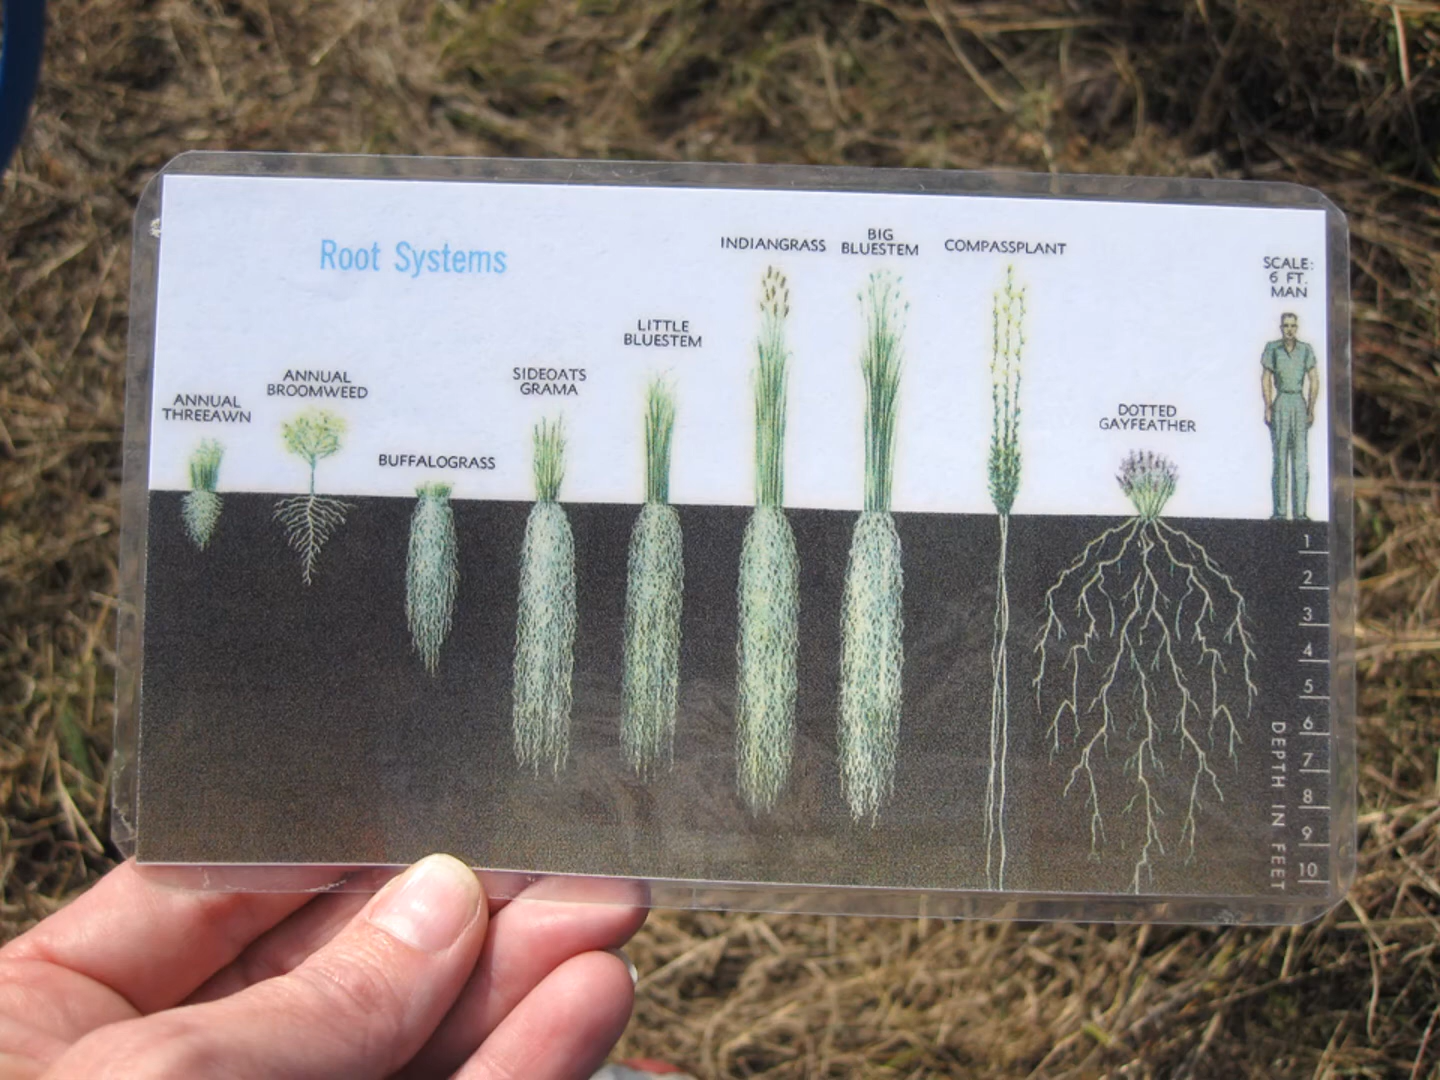 Root Systems
ANNUAL
THREEAWN
ANNUAL
BROOMWEED
BUFFALOGRASS
SIDEOATS
GRAMA
LITTLE
BLUESTEM
INDIANGRASS
BIG
BLUESTEM
COMPASSPLANT
DOTTED
GAYFEATHER
SCALE:
6 FT.
MAN
1
2
3
4
5
6
7
8
9
10
DEPTH IN FEET